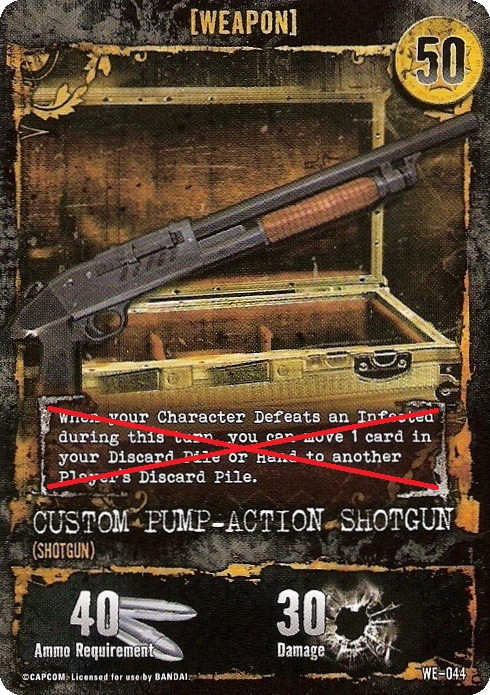 [WEAPON]
50
When your Character Defeats an Infected
during this turn, you can move 1 card in
your Discard Pile or Hand to another
Player's Discard Pile.
CUSTOM PUMP-ACTION SHOTGUN
(SHOTGUN)
40
Ammo Requirement
30
Damage
©CAPCOM. Licensed for use by BANDAI.
WE-044